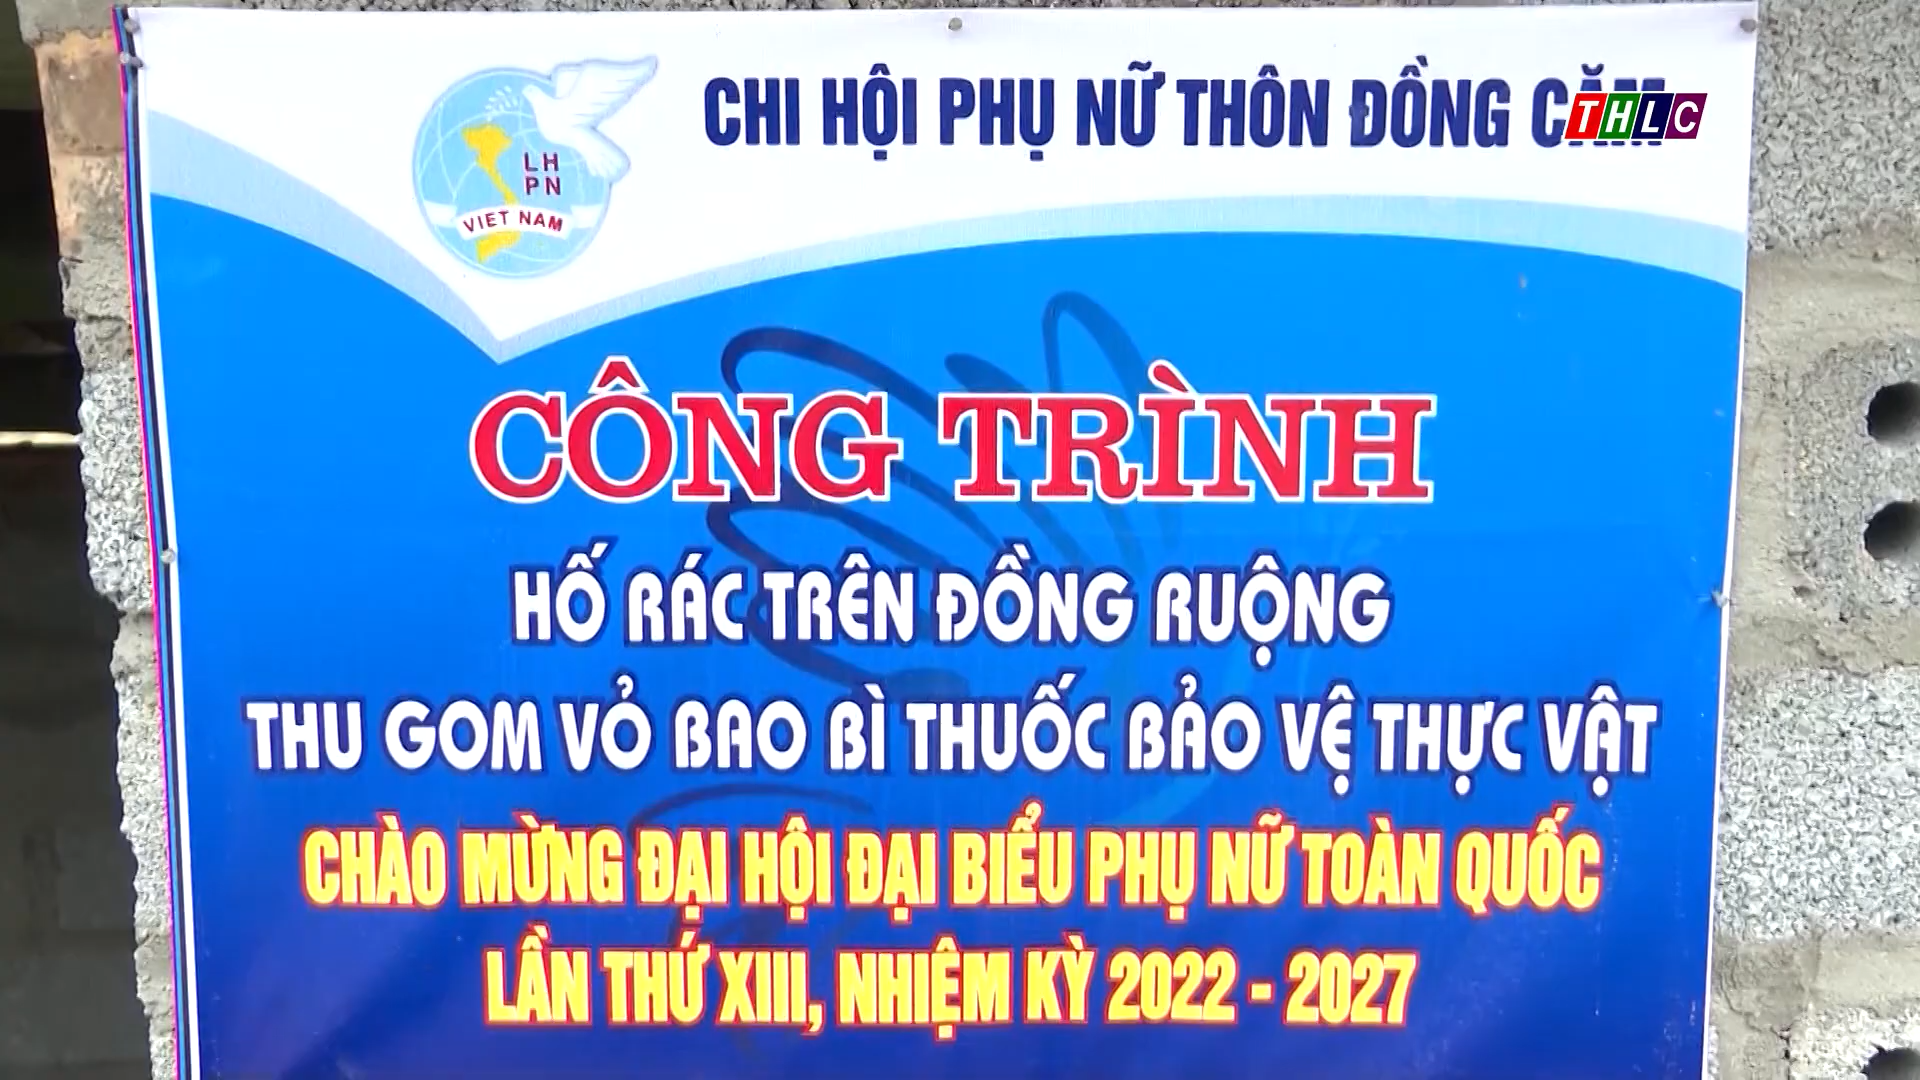 CHI HỘI PHỤ NỮ THÔN ĐỒNG CĂM
THLC
LH
PN
VIET NAM
CÔNG TRÌNH
HỐ RÁC TRÊN ĐỒNG RUỘNG
THU GOM VỎ BAO BÌ THUỐC BẢO VỆ THỰC VẬT
CHÀO MỪNG ĐẠI HỘI ĐẠI BIỂU PHỤ NỮ TOÀN QUỐC
LẦN THỨ XIII, NHIỆM KỲ 2022 - 2027